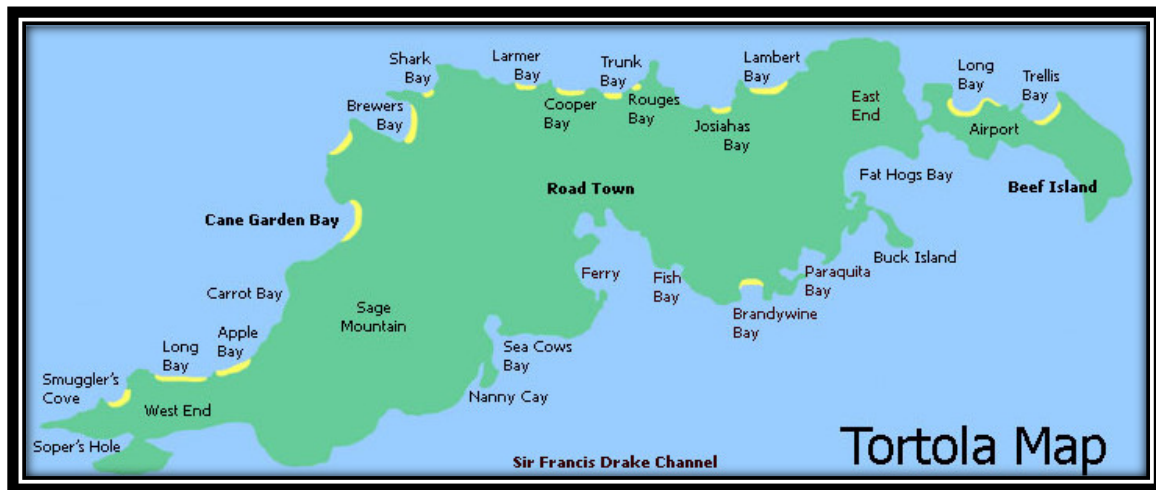 Shark
Bay
Larmer
Bay
Trunk
Bay
Lambert
Bay
Long
Bay
Trellis
Bay
Brewers
Bay
Cooper
Bay
Rouges
Bay
Josiahas
Bay
East
End
Airport
Fat Hogs Bay
Beef Island
Road Town
Cane Garden Bay
Buck Island
Paraquita
Bay
Ferry
Fish
Bay
Brandywine
Bay
Carrot Bay
Sage
Mountain
Apple
Bay
Long
Bay
Sea Cows
Bay
Smuggler's
Cove
Nanny Cay
West End
Soper's Hole
Sir Francis Drake Channel
Tortola Map